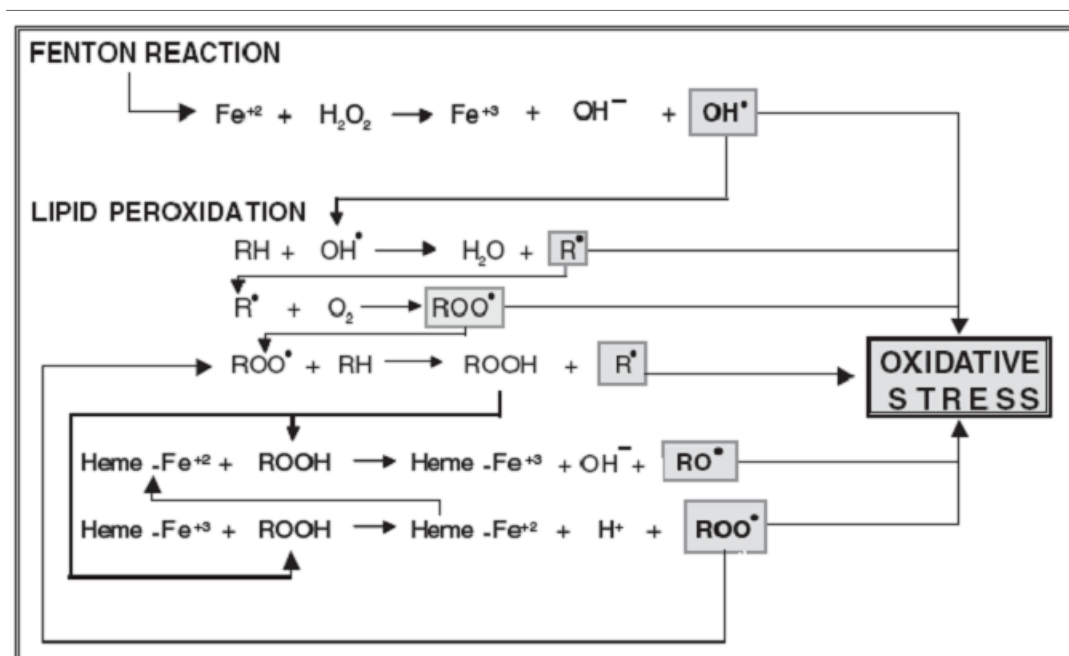 FENTON REACTION
Fe+2 + H2O2 → Fe+3 + OH− + OH•
LIPID PEROXIDATION
RH + OH• → H2O + R•
R• + O2 → ROO•
ROO• + RH → ROOH + R•
OXIDATIVE
STRESS
Heme -Fe+2 + ROOH → Heme -Fe+3 + OH− + RO•
Heme -Fe+3 + ROOH → Heme -Fe+2 + H+ + ROO•